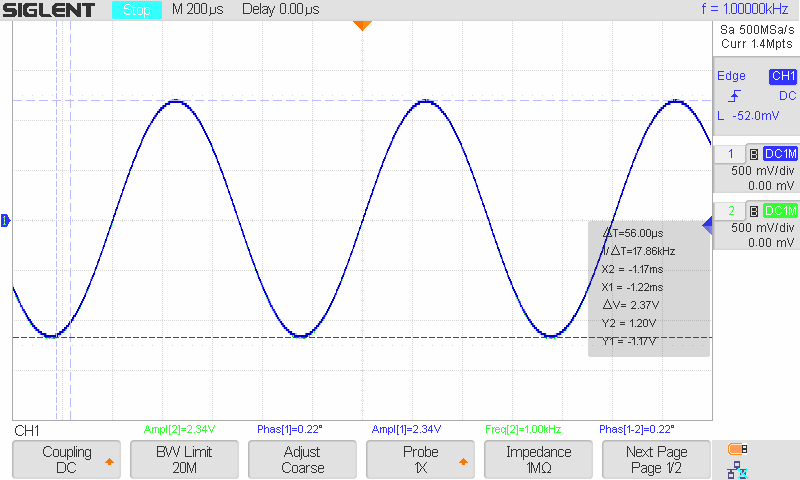 SIGLENT Stop M 200µs Delay 0.00µs f = 1.00000kHz
Sa 500MSa/s
Curr 1.4Mpts
Edge CH1
DC
L -52.0mV
1 B DC1M
500 mV/div
0.00 mV
2 B DC1M
500 mV/div
0.00 mV
1
ΔT=56.00µs
1/ΔT=17.86kHz
X2 = -1.17ms
X1 = -1.22ms
ΔV= 2.37V
Y2 = 1.20V
Y1 = -1.17V
CH1 Ampl[2]=2.34V Phas[1]=0.22° Ampl[1]=2.34V Freq[2]=1.00kHz Phas[1-2]=0.22°
Coupling
DC
BW Limit
20M
Adjust
Coarse
Probe
1X
Impedance
1MΩ
Next Page
Page 1/2